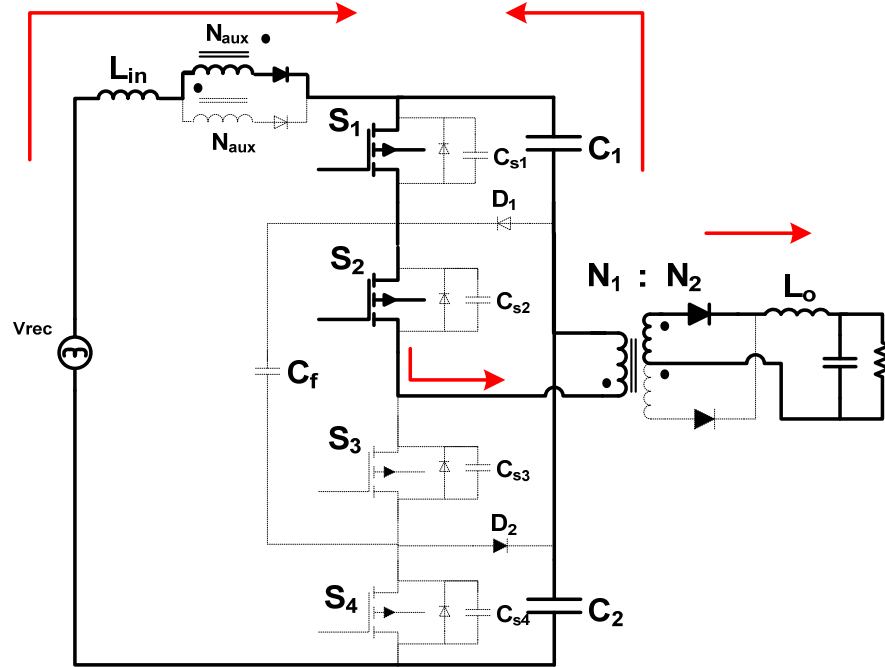 Naux
Lin
Naux
S1
Cs1
C1
D1
S2
Cs2
N1 : N2
Lo
Vrec
Cf
S3
Cs3
D2
S4
Cs4
C2